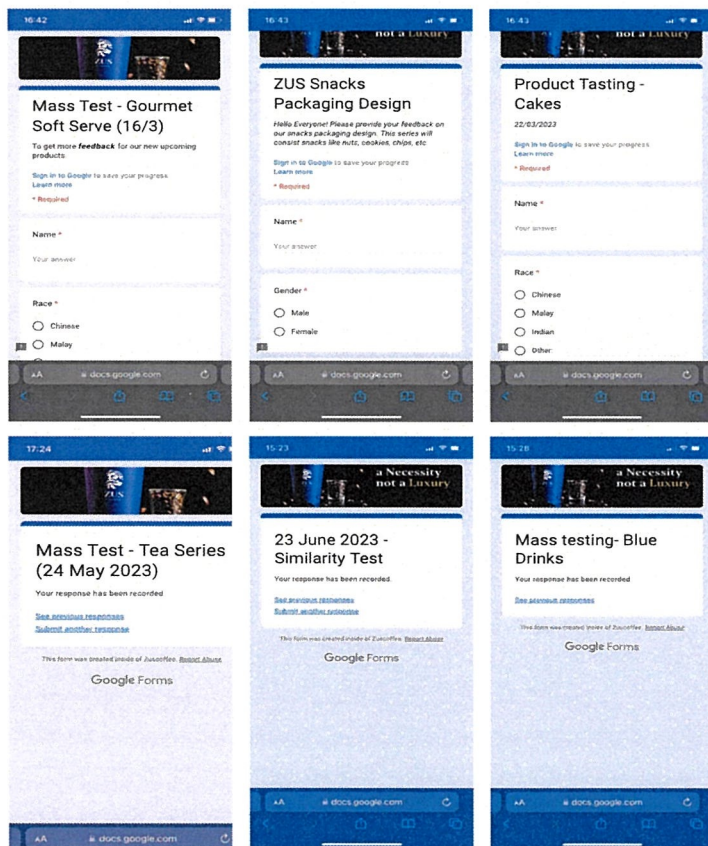 16:42
ZUS
Mass Test - Gourmet
Soft Serve (16/3)
To get more feedback for our new upcoming
products
Sign in to Google to save your progress
Learn more
* Required
Name *
Your answer
Race *
Chinese
Malay
AA docs.google.com
16:43
not a Luxury
ZUS Snacks
Packaging Design
Hello Everyone! Please provide your feedback on
our snacks packaging design. This series will
consist snacks like nuts, cookies, chips, etc
Sign in to Google to save your progress
Learn more
* Required
Name *
Your answer
Gender *
Male
Female
AA docs.google.com
16:43
not a Luxury
Product Tasting -
Cakes
22/03/2023
Sign in to Google to save your progress
Learn more
* Required
Name *
Your answer
Race *
Chinese
Malay
Indian
Other
AA docs.google.com
17:24
ZUS
Mass Test - Tea Series
(24 May 2023)
Your response has been recorded
See previous responses
Submit another response
This form was created inside of Zuscoffee. Report Abuse
Google Forms
AA docs.google.com
15:23
a Necessity
not a Luxury
23 June 2023 -
Similarity Test
Your response has been recorded.
See previous responses
Submit another response
This form was created inside of Zuscoffee. Report Abuse
Google Forms
AA docs.google.com
15:28
a Necessity
not a Luxury
Mass testing- Blue
Drinks
Your response has been recorded
See previous responses
This form was created inside of Zuscoffee. Report Abuse
Google Forms
AA docs.google.com